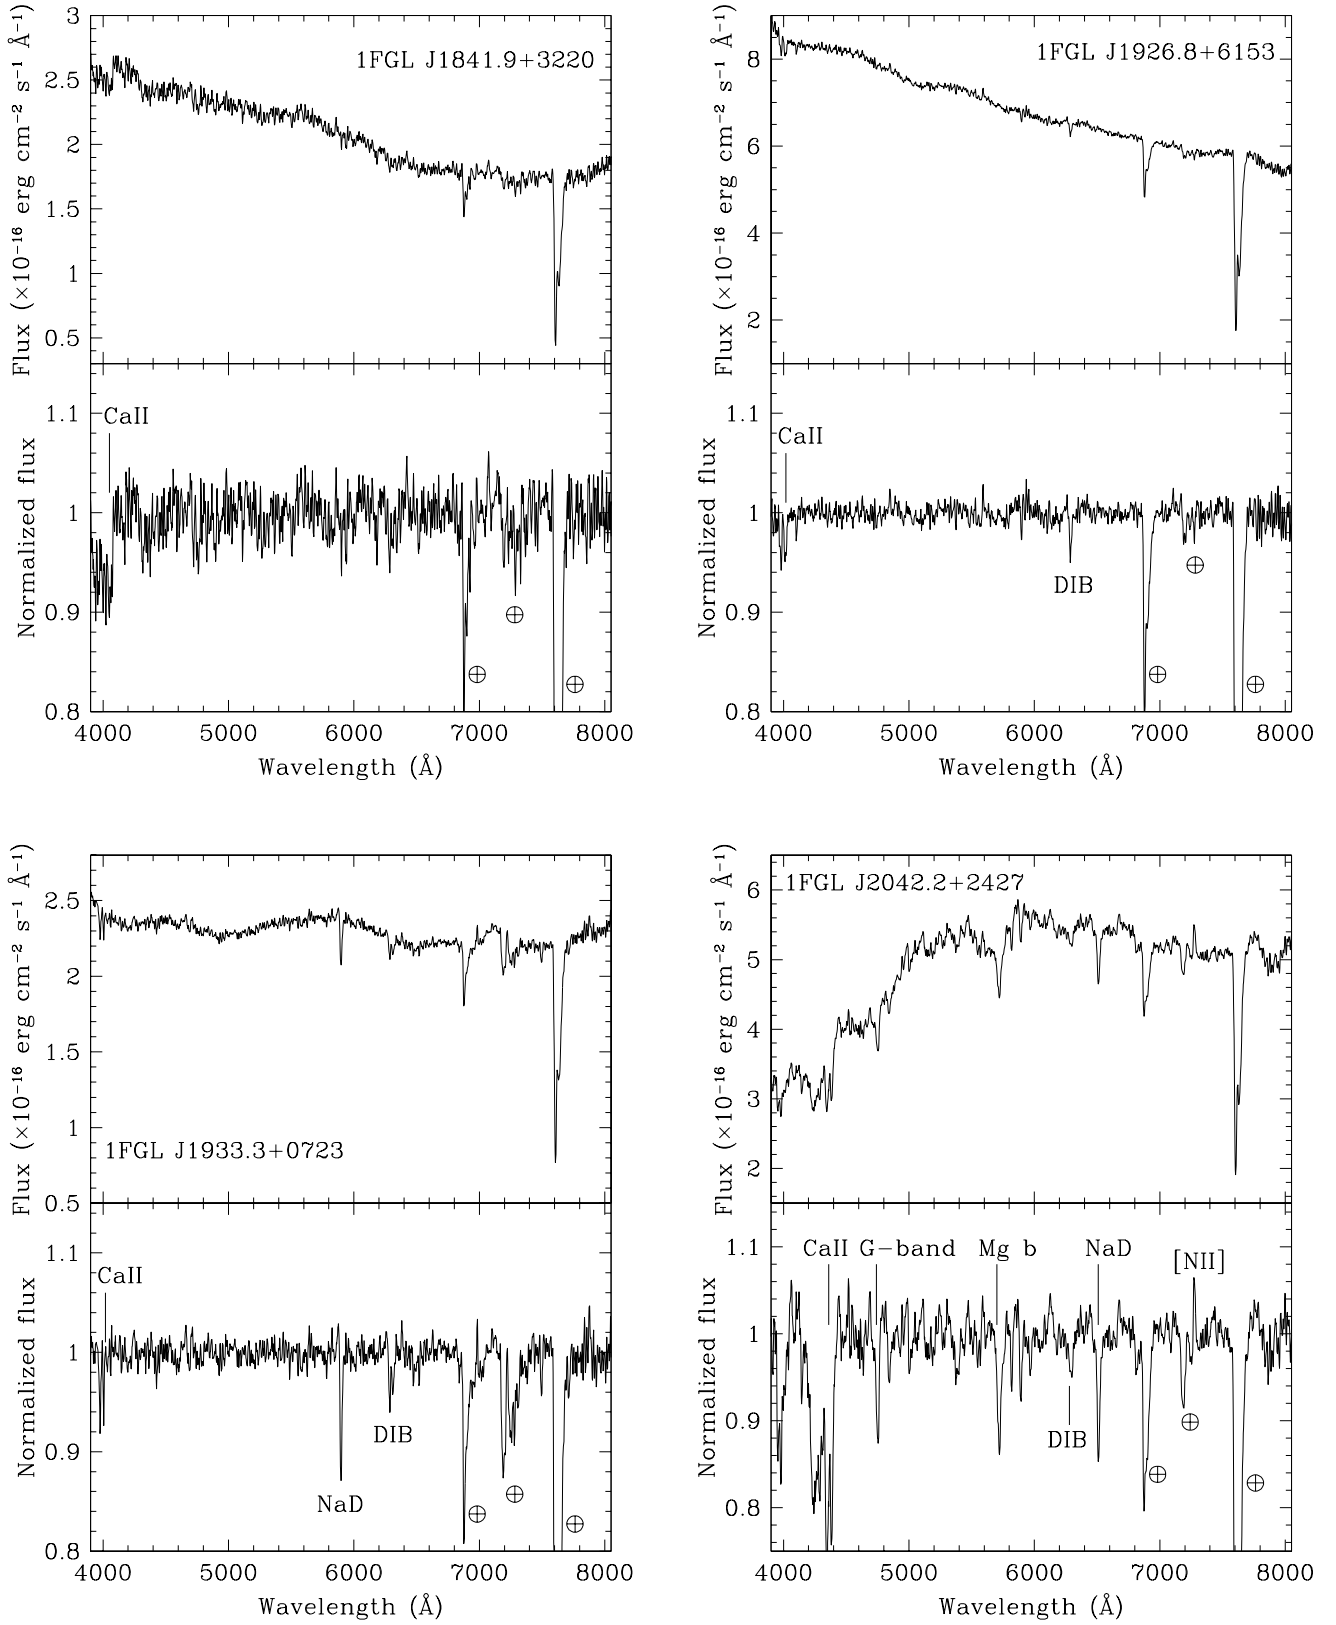 Flux (×10⁻¹⁶ erg cm⁻² s⁻¹ Å⁻¹)
3
2.5
2
1.5
1
0.5
1FGL J1841.9+3220
Normalized flux
1.1
1
0.9
0.8
CaII
⊕
⊕
⊕
4000 5000 6000 7000 8000
Wavelength (Å)
Flux (×10⁻¹⁶ erg cm⁻² s⁻¹ Å⁻¹)
8
6
4
2
1FGL J1926.8+6153
Normalized flux
1.1
1
0.9
0.8
CaII
DIB
⊕
⊕
⊕
4000 5000 6000 7000 8000
Wavelength (Å)
Flux (×10⁻¹⁶ erg cm⁻² s⁻¹ Å⁻¹)
2.5
2
1.5
1
0.5
1FGL J1933.3+0723
Normalized flux
1.1
1
0.9
0.8
CaII
NaD
DIB
⊕
⊕
⊕
4000 5000 6000 7000 8000
Wavelength (Å)
Flux (×10⁻¹⁶ erg cm⁻² s⁻¹ Å⁻¹)
6
5
4
3
2
1FGL J2042.2+2427
Normalized flux
1.1
1
0.9
0.8
CaII G-band Mg b NaD [NII]
DIB
⊕
⊕
⊕
4000 5000 6000 7000 8000
Wavelength (Å)